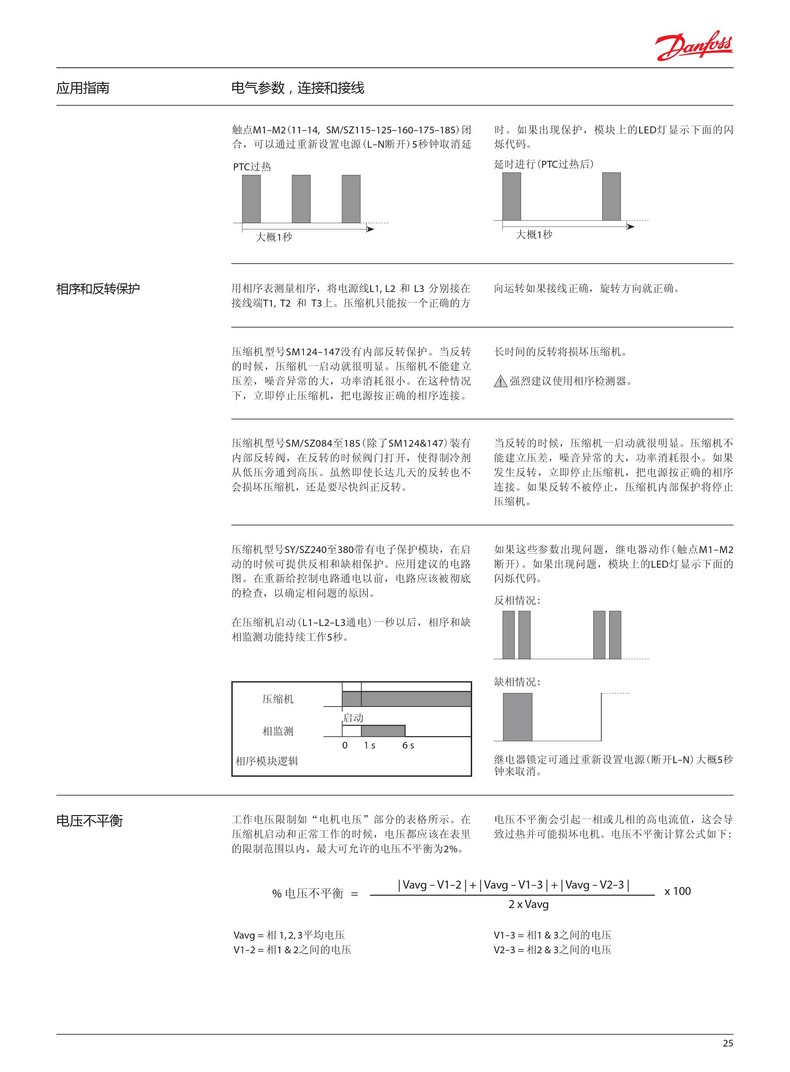 Danfoss
应用指南
电气参数，连接和接线
触点M1-M2(11-14, SM/SZ115-125-160-175-185)闭
合，可以通过重新设置电源(L-N断开)5秒钟取消延
时。如果出现保护，模块上的LED灯显示下面的闪
烁代码。
PTC过热
大概1秒
延时进行(PTC过热后)
大概1秒
相序和反转保护
用相序表测量相序，将电源线L1, L2 和 L3 分别接在
接线端T1, T2 和 T3上。压缩机只能按一个正确的方
向运转如果接线正确，旋转方向就正确。
压缩机型号SM124-147没有内部反转保护。当反转
的时候，压缩机一启动就很明显。压缩机不能建立
压差，噪音异常的大，功率消耗很小。在这种情况
下，立即停止压缩机，把电源按正确的相序连接。
长时间的反转将损坏压缩机。
强烈建议使用相序检测器。
压缩机型号SM/SZ084至185(除了SM124&147)装有
内部反转阀，在反转的时候阀门打开，使得制冷剂
从低压旁通到高压。虽然即使长达几天的反转也不
会损坏压缩机，还是要尽快纠正反转。
当反转的时候，压缩机一启动就很明显。压缩机不
能建立压差，噪音异常的大，功率消耗很小。如果
发生反转，立即停止压缩机，把电源按正确的相序
连接。如果反转不被停止，压缩机内部保护将停止
压缩机。
压缩机型号SY/SZ240至380带有电子保护模块，在启
动的时候可提供反相和缺相保护。应用建议的电路
图。在重新给控制电路通电以前，电路应该被彻底
的检查，以确定相问题的原因。
在压缩机启动(L1-L2-L3通电)一秒以后，相序和缺
相监测功能持续工作5秒。
压缩机
启动
相监测
0 1 s 6 s
相序模块逻辑
如果这些参数出现问题，继电器动作(触点M1-M2
断开)。如果出现问题，模块上的LED灯显示下面的
闪烁代码。
反相情况：
缺相情况：
继电器锁定可通过重新设置电源(断开L-N)大概5秒
钟来取消。
电压不平衡
工作电压限制如“电机电压”部分的表格所示。在
压缩机启动和正常工作的时候，电压都应该在表里
的限制范围以内，最大可允许的电压不平衡为2%。
电压不平衡会引起一相或几相的高电流值，这会导
致过热并可能损坏电机。电压不平衡计算公式如下：
% 电压不平衡 = | Vavg - V1-2 | + | Vavg - V1-3 | + | Vavg - V2-3 | x 100
2 x Vavg
Vavg = 相 1, 2, 3平均电压
V1-2 = 相1 & 2之间的电压
V1-3 = 相1 & 3之间的电压
V2-3 = 相2 & 3之间的电压
25